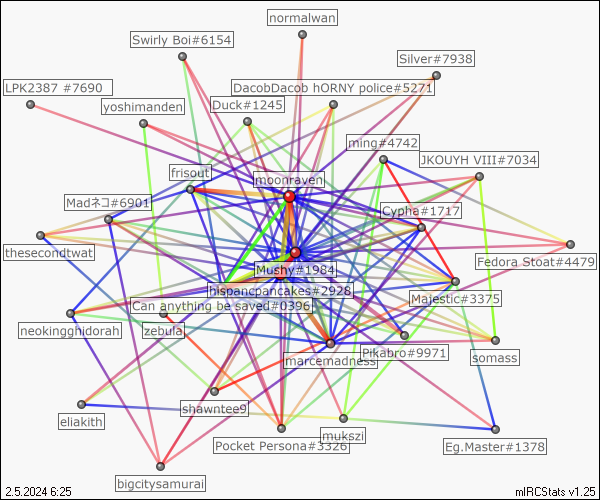 normalwan
Swirly Boi#6154
Silver#7938
LPK2387 #7690
DacobDacob hORNY police#5271
yoshimanden
Duck#1245
ming#4742
JKOUYH VIII#7034
frisout
moonraven
Madネコ#6901
Cypha#1717
thesecondtwat
Fedora Stoat#4479
Mushy#1984
hispancpancakes#2928
Majestic#3375
Can anything be saved#0396
neokingghidorah
zebula
marcemadness
Pikabro#9971
somass
shawntee9
eliakith
mukszi
Pocket Persona#3326
Eg.Master#1378
bigcitysamurai
2.5.2024 6:25
mIRCStats v1.25